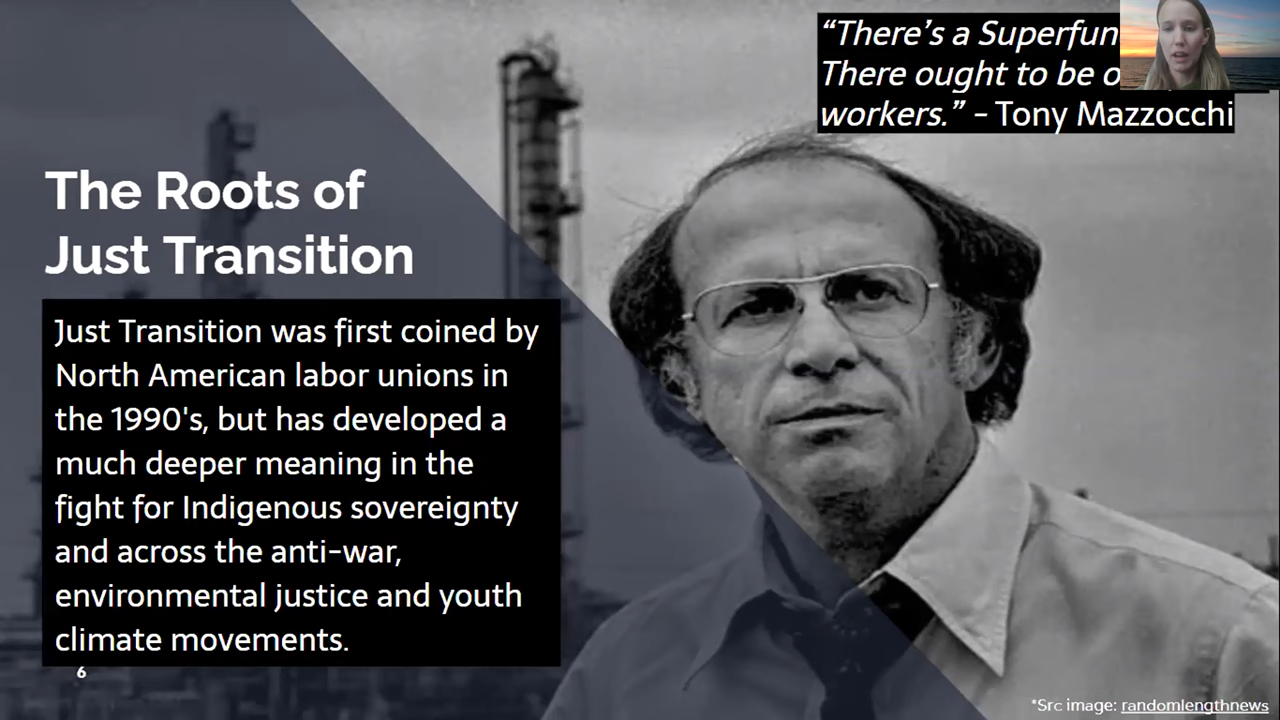 “There’s a Superfun
There ought to be o
workers.” – Tony Mazzocchi
The Roots of
Just Transition
Just Transition was first coined by
North American labor unions in
the 1990's, but has developed a
much deeper meaning in the
fight for Indigenous sovereignty
and across the anti-war,
environmental justice and youth
climate movements.
6
*Src image: randomlengthnews